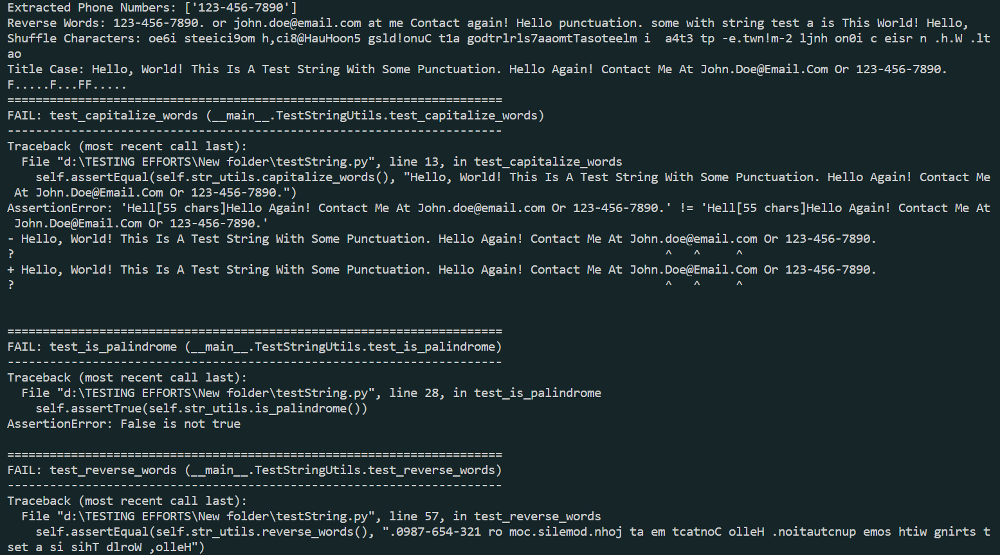 Extracted Phone Numbers: ['123-456-7890']
Reverse Words: 123-456-7890. or john.doe@email.com at me Contact again! Hello punctuation. some with string test a is This World! Hello,
Shuffle Characters: oe6i steeici9om h,ci8@HauHoon5 gsld!onuC t1a godtrlrls7aaomtTasoteelm i  a4t3 tp -e.twn!m-2 ljnh on0i c eisr n .h.W .lt
ao
Title Case: Hello, World! This Is A Test String With Some Punctuation. Hello Again! Contact Me At John.Doe@Email.Com Or 123-456-7890.
F.....F...FF.....
======================================================================
FAIL: test_capitalize_words (__main__.TestStringUtils.test_capitalize_words)
----------------------------------------------------------------------
Traceback (most recent call last):
  File "d:\TESTING EFFORTS\New folder\testString.py", line 13, in test_capitalize_words
    self.assertEqual(self.str_utils.capitalize_words(), "Hello, World! This Is A Test String With Some Punctuation. Hello Again! Contact Me
 At John.Doe@Email.Com Or 123-456-7890.")
AssertionError: 'Hell[55 chars]Hello Again! Contact Me At John.doe@email.com Or 123-456-7890.' != 'Hell[55 chars]Hello Again! Contact Me At
 John.Doe@Email.Com Or 123-456-7890.'
- Hello, World! This Is A Test String With Some Punctuation. Hello Again! Contact Me At John.doe@email.com Or 123-456-7890.
?                                                                                            ^   ^     ^
+ Hello, World! This Is A Test String With Some Punctuation. Hello Again! Contact Me At John.Doe@Email.Com Or 123-456-7890.
?                                                                                            ^   ^     ^
======================================================================
FAIL: test_is_palindrome (__main__.TestStringUtils.test_is_palindrome)
----------------------------------------------------------------------
Traceback (most recent call last):
  File "d:\TESTING EFFORTS\New folder\testString.py", line 28, in test_is_palindrome
    self.assertTrue(self.str_utils.is_palindrome())
AssertionError: False is not true
======================================================================
FAIL: test_reverse_words (__main__.TestStringUtils.test_reverse_words)
----------------------------------------------------------------------
Traceback (most recent call last):
  File "d:\TESTING EFFORTS\New folder\testString.py", line 57, in test_reverse_words
    self.assertEqual(self.str_utils.reverse_words(), ".0987-654-321 ro moc.silemod.nhoj ta em tcatnoC olleH .noitautcnup emos htiw gnirts t
set a si sihT dlroW ,olleH")